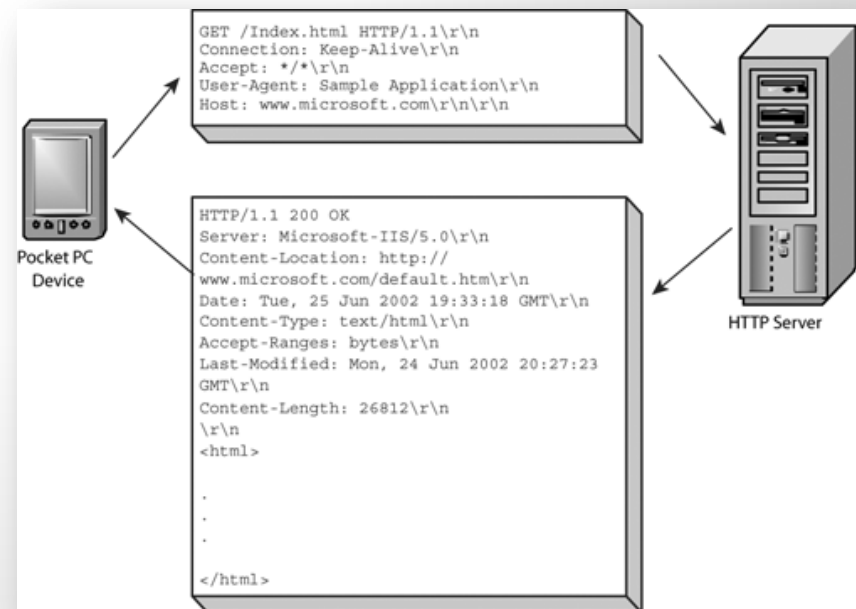 GET /Index.html HTTP/1.1\r\n
Connection: Keep-Alive\r\n
Accept: */*\r\n
User-Agent: Sample Application\r\n
Host: www.microsoft.com\r\n\r\n
Pocket PC
Device
HTTP/1.1 200 OK
Server: Microsoft-IIS/5.0\r\n
Content-Location: http://
www.microsoft.com/default.htm\r\n
Date: Tue, 25 Jun 2002 19:33:18 GMT\r\n
Content-Type: text/html\r\n
Accept-Ranges: bytes\r\n
Last-Modified: Mon, 24 Jun 2002 20:27:23
GMT\r\n
Content-Length: 26812\r\n
\r\n
<html>
.
.
.
</html>
HTTP Server